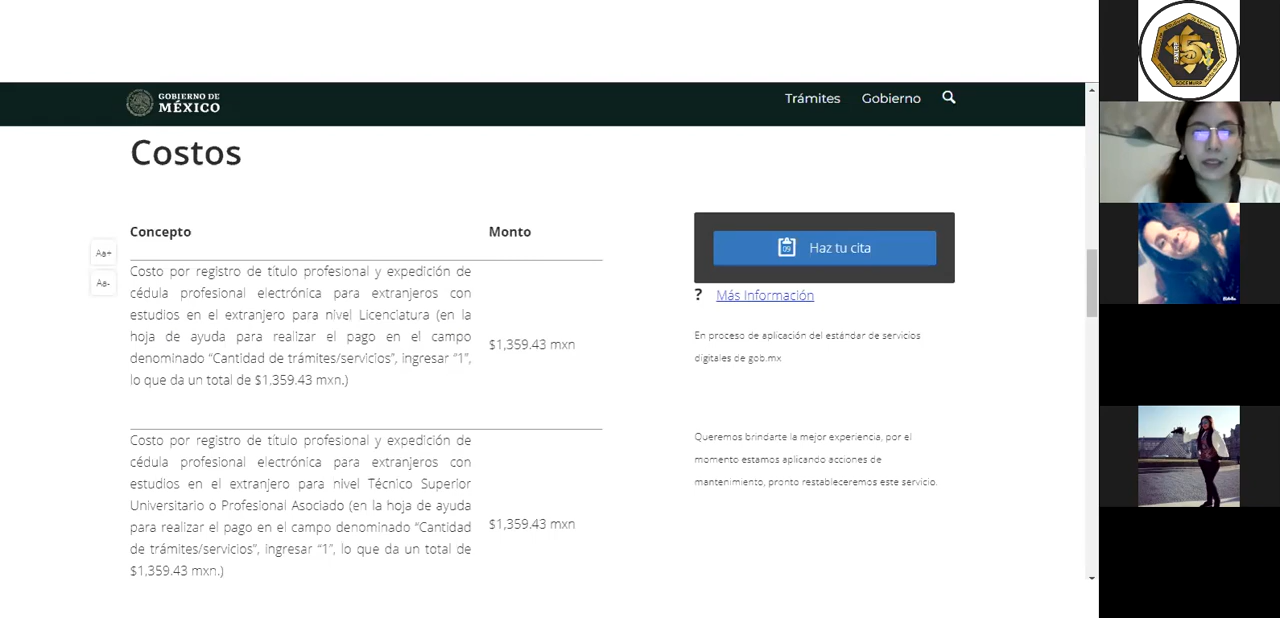 GOBIERNO DE
MÉXICO
Trámites
Gobierno
Costos
Aa+
Aa-
Concepto
Monto
Costo por registro de título profesional y expedición de
cédula profesional electrónica para extranjeros con
estudios en el extranjero para nivel Licenciatura (en la
hoja de ayuda para realizar el pago en el campo
denominado “Cantidad de trámites/servicios”, ingresar “1”,
lo que da un total de $1,359.43 mxn.)
$1,359.43 mxn
Costo por registro de título profesional y expedición de
cédula profesional electrónica para extranjeros con
estudios en el extranjero para nivel Técnico Superior
Universitario o Profesional Asociado (en la hoja de ayuda
para realizar el pago en el campo denominado “Cantidad
de trámites/servicios”, ingresar “1”, lo que da un total de
$1,359.43 mxn.)
$1,359.43 mxn
09
Haz tu cita
? Más Información
En proceso de aplicación del estándar de servicios
digitales de gob.mx
Queremos brindarte la mejor experiencia, por el
momento estamos aplicando acciones de
mantenimiento, pronto restableceremos este servicio.
15
SOCEMURP